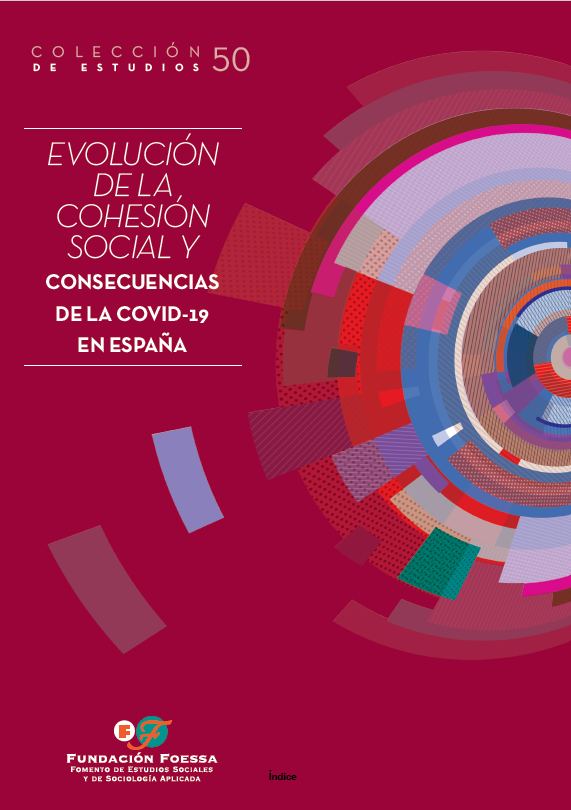 COLECCIÓN 50
DE ESTUDIOS
EVOLUCIÓN
DE LA
COHESIÓN
SOCIAL Y
CONSECUENCIAS
DE LA COVID-19
EN ESPAÑA
F F
FUNDACIÓN FOESSA
FOMENTO DE ESTUDIOS SOCIALES
Y DE SOCIOLOGÍA APLICADA
Índice